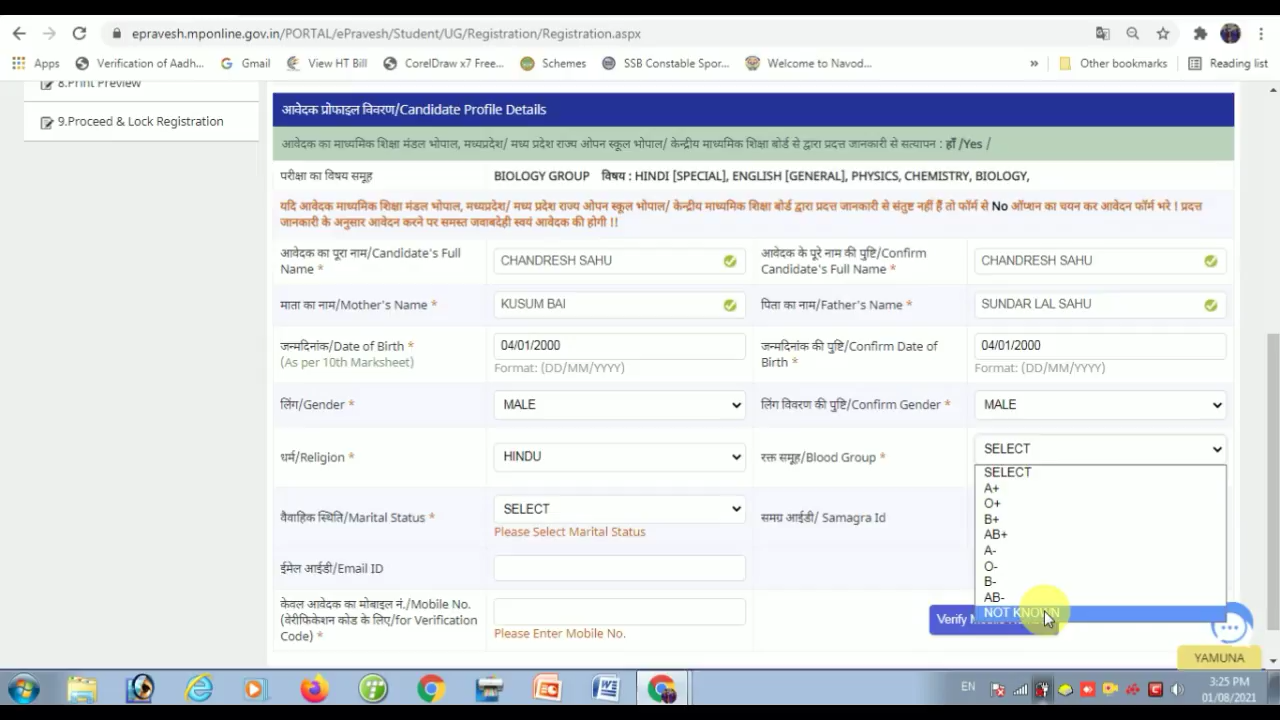 epravesh.mponline.gov.in/PORTAL/ePravesh/Student/UG/Registration/Registration.aspx
Apps Verification of Aadh... Gmail View HT Bill CorelDraw x7 Free... Schemes SSB Constable Spor... Welcome to Navod... » Other bookmarks Reading list
8.Print Preview
9.Proceed & Lock Registration
आवेदक प्रोफाइल विवरण/Candidate Profile Details
आवेदक का माध्यमिक शिक्षा मंडल भोपाल, मध्यप्रदेश/ मध्य प्रदेश राज्य ओपन स्कूल भोपाल/ केन्द्रीय माध्यमिक शिक्षा बोर्ड से द्वारा प्रदत्त जानकारी से सत्यापन : हाँ /Yes /
परीक्षा का विषय समूह BIOLOGY GROUP विषय : HINDI [SPECIAL], ENGLISH [GENERAL], PHYSICS, CHEMISTRY, BIOLOGY,
यदि आवेदक माध्यमिक शिक्षा मंडल भोपाल, मध्यप्रदेश/ मध्य प्रदेश राज्य ओपन स्कूल भोपाल/ केन्द्रीय माध्यमिक शिक्षा बोर्ड द्वारा प्रदत्त जानकारी से संतुष्ट नहीं हैं तो फॉर्म से No ऑप्शन का चयन कर आवेदन फॉर्म भरे ! प्रदत्त
जानकारी के अनुसार आवेदन करने पर समस्त जवाबदेही स्वयं आवेदक की होगी !!
आवेदक का पूरा नाम/Candidate's Full
Name * CHANDRESH SAHU
आवेदक के पूरे नाम की पुष्टि/Confirm
Candidate's Full Name * CHANDRESH SAHU
माता का नाम/Mother's Name * KUSUM BAI पिता का नाम/Father's Name * SUNDAR LAL SAHU
जन्मदिनांक/Date of Birth * 04/01/2000
(As per 10th Marksheet) Format: (DD/MM/YYYY)
जन्मदिनांक की पुष्टि/Confirm Date of 04/01/2000
Birth * Format: (DD/MM/YYYY)
लिंग/Gender * MALE लिंग विवरण की पुष्टि/Confirm Gender * MALE
धर्म/Religion * HINDU रक्त समूह/Blood Group * SELECT
SELECT
A+
O+
B+
AB+
A-
O-
B-
AB-
NOT KNOWN
वैवाहिक स्थिति/Marital Status * SELECT समग्र आईडी/ Samagra Id
Please Select Marital Status
ईमेल आईडी/Email ID
केवल आवेदक का मोबाइल नं./Mobile No.
(वेरीफिकेशन कोड के लिए/for Verification
Code) *
Please Enter Mobile No.
Verify
YAMUNA
EN 3:25 PM
01/08/2021